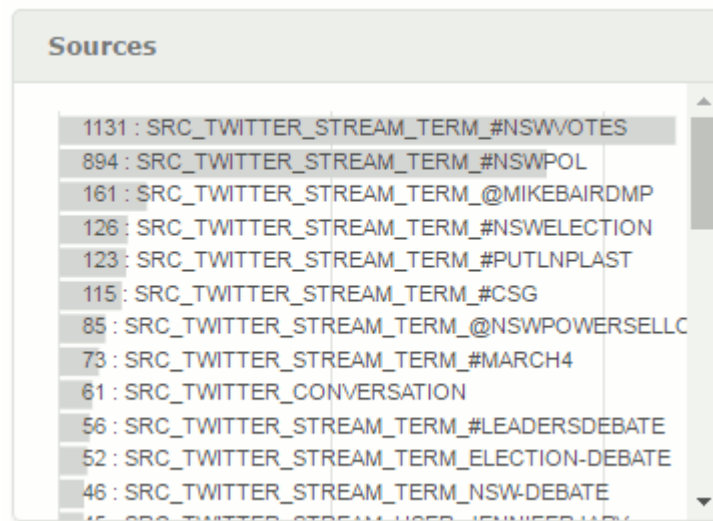 Sources
1131 : SRC_TWITTER_STREAM_TERM_#NSWVOTES
894 : SRC_TWITTER_STREAM_TERM_#NSWPOL
161 : SRC_TWITTER_STREAM_TERM_@MIKEBAIRDMP
126 : SRC_TWITTER_STREAM_TERM_#NSWELECTION
123 : SRC_TWITTER_STREAM_TERM_#PUTLNPLAST
115 : SRC_TWITTER_STREAM_TERM_#CSG
85 : SRC_TWITTER_STREAM_TERM_@NSWPOWERSELLO
73 : SRC_TWITTER_STREAM_TERM_#MARCH4
61 : SRC_TWITTER_CONVERSATION
56 : SRC_TWITTER_STREAM_TERM_#LEADERSDEBATE
52 : SRC_TWITTER_STREAM_TERM_ELECTION-DEBATE
46 : SRC_TWITTER_STREAM_TERM_NSW-DEBATE